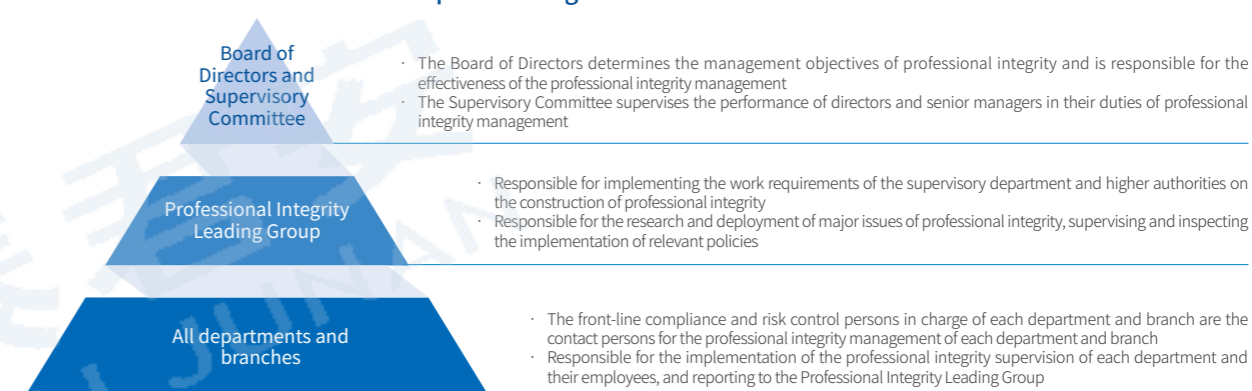 Board of
Directors and
Supervisory
Committee
· The Board of Directors determines the management objectives of professional integrity and is responsible for the
effectiveness of the professional integrity management
· The Supervisory Committee supervises the performance of directors and senior managers in their duties of professional
integrity management
Professional Integrity
Leading Group
· Responsible for implementing the work requirements of the supervisory department and higher authorities on
the construction of professional integrity
· Responsible for the research and deployment of major issues of professional integrity, supervising and inspecting
the implementation of relevant policies
All departments and
branches
· The front-line compliance and risk control persons in charge of each department and branch are the
contact persons for the professional integrity management of each department and branch
· Responsible for the implementation of the professional integrity supervision of each department and
their employees, and reporting to the Professional Integrity Leading Group
君安
JUNAN